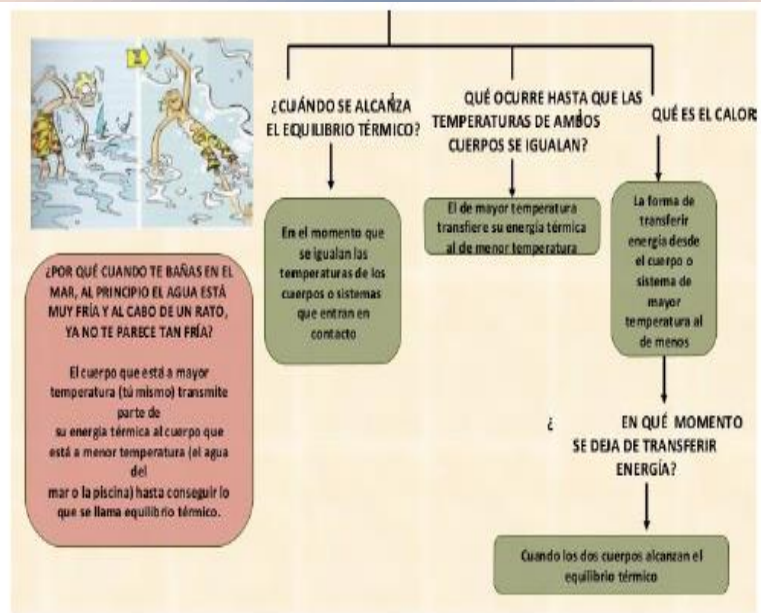 ¿CUÁNDO SE ALCANZA
EL EQUILIBRIO TÉRMICO?
En el momento que
se igualan las
temperaturas de los
cuerpos o sistemas
que entran en
contacto
QUÉ OCURRE HASTA QUE LAS
TEMPERATURAS DE AMBOS
CUERPOS SE IGUALAN?
El de mayor temperatura
transfiere su energía térmica
al de menor temperatura
QUÉ ES EL CALOR:
La forma de
transferir
energía desde
el cuerpo o
sistema de
mayor
temperatura al
de menos
¿ EN QUÉ MOMENTO
SE DEJA DE TRANSFERIR
ENERGÍA?
Cuando los dos cuerpos alcanzan el
equilibrio térmico
¿POR QUÉ CUANDO TE BAÑAS EN EL
MAR, AL PRINCIPIO EL AGUA ESTÁ
MUY FRÍA Y AL CABO DE UN RATO,
YA NO TE PARECE TAN FRÍA?
El cuerpo que está a mayor
temperatura (tú mismo) transmite
parte de
su energía térmica al cuerpo que
está a menor temperatura (el agua
del
mar o la piscina) hasta conseguir lo
que se llama equilibrio térmico.